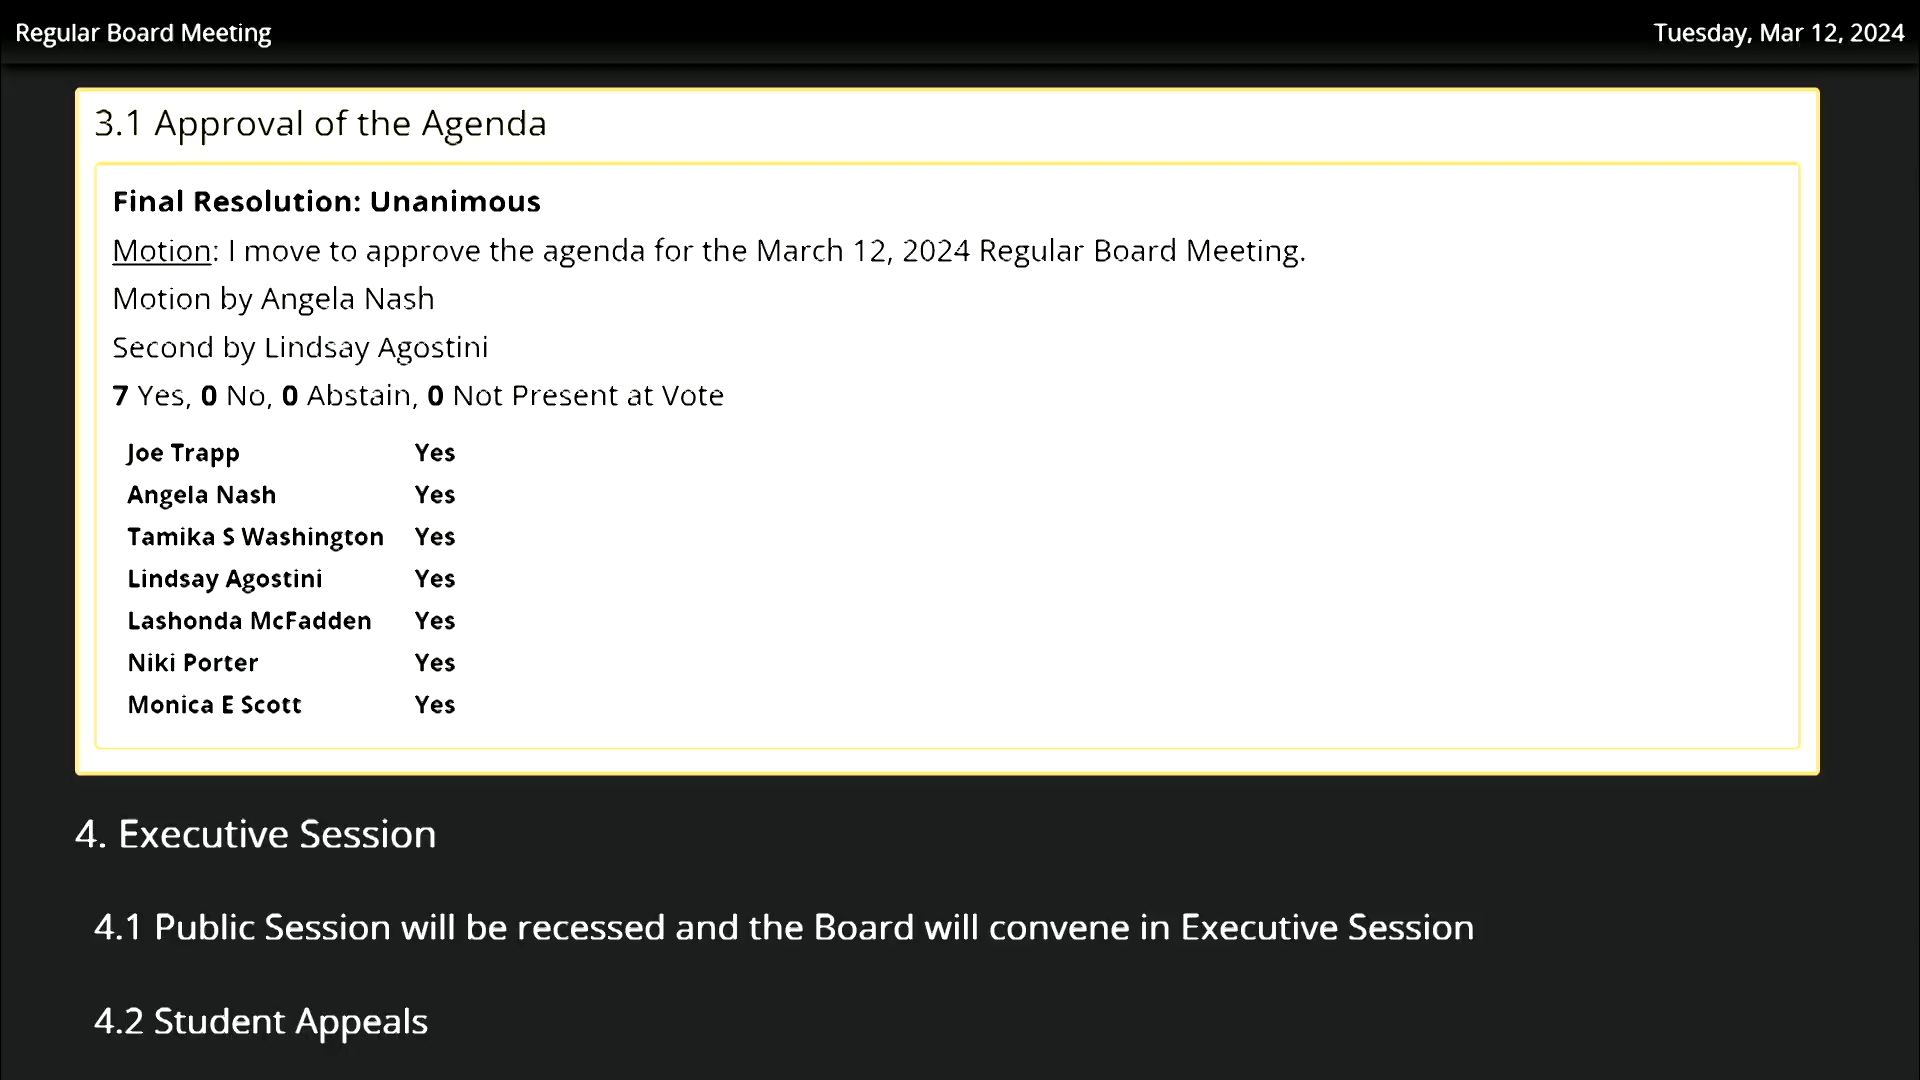 Regular Board Meeting
Tuesday, Mar 12, 2024
3.1 Approval of the Agenda
Final Resolution: Unanimous
Motion: I move to approve the agenda for the March 12, 2024 Regular Board Meeting.
Motion by Angela Nash
Second by Lindsay Agostini
7 Yes, 0 No, 0 Abstain, 0 Not Present at Vote
Joe Trapp Yes
Angela Nash Yes
Tamika S Washington Yes
Lindsay Agostini Yes
Lashonda McFadden Yes
Niki Porter Yes
Monica E Scott Yes
4. Executive Session
4.1 Public Session will be recessed and the Board will convene in Executive Session
4.2 Student Appeals